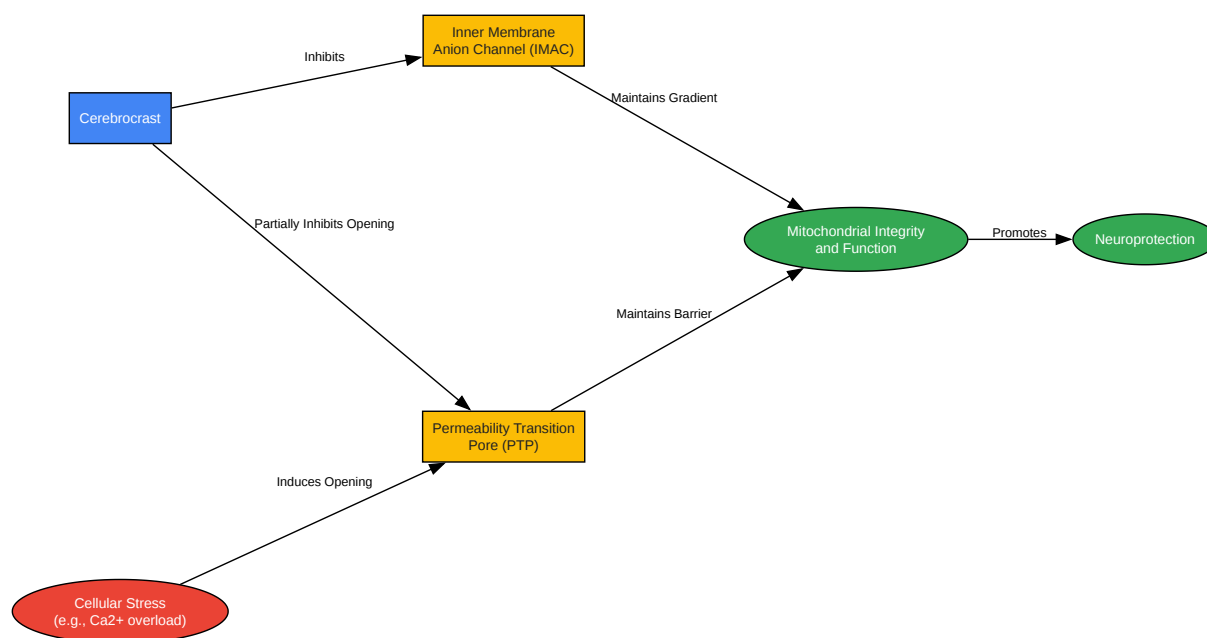 Inner Membrane
Anion Channel (IMAC)
Inhibits
Maintains Gradient
Cerebrocrast
Partially Inhibits Opening
Mitochondrial Integrity
and Function
Promotes
Neuroprotection
Maintains Barrier
Permeability Transition
Pore (PTP)
Induces Opening
Cellular Stress
(e.g., Ca2+ overload)